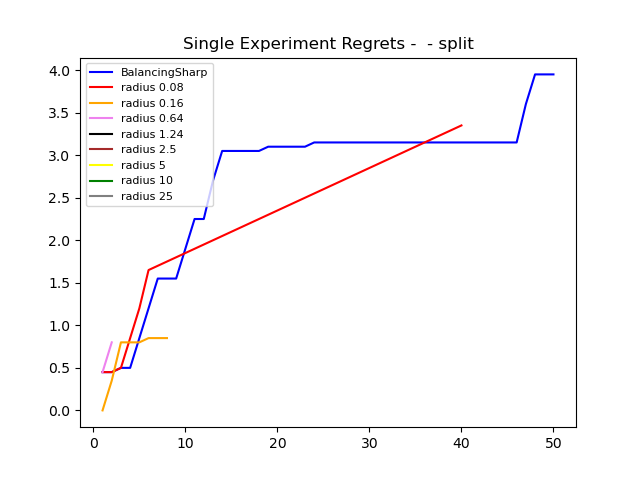 Single Experiment Regrets -  - split
BalancingSharp
radius 0.08
radius 0.16
radius 0.64
radius 1.24
radius 2.5
radius 5
radius 10
radius 25
4.0
3.5
3.0
2.5
2.0
1.5
1.0
0.5
0.0
0 10 20 30 40 50